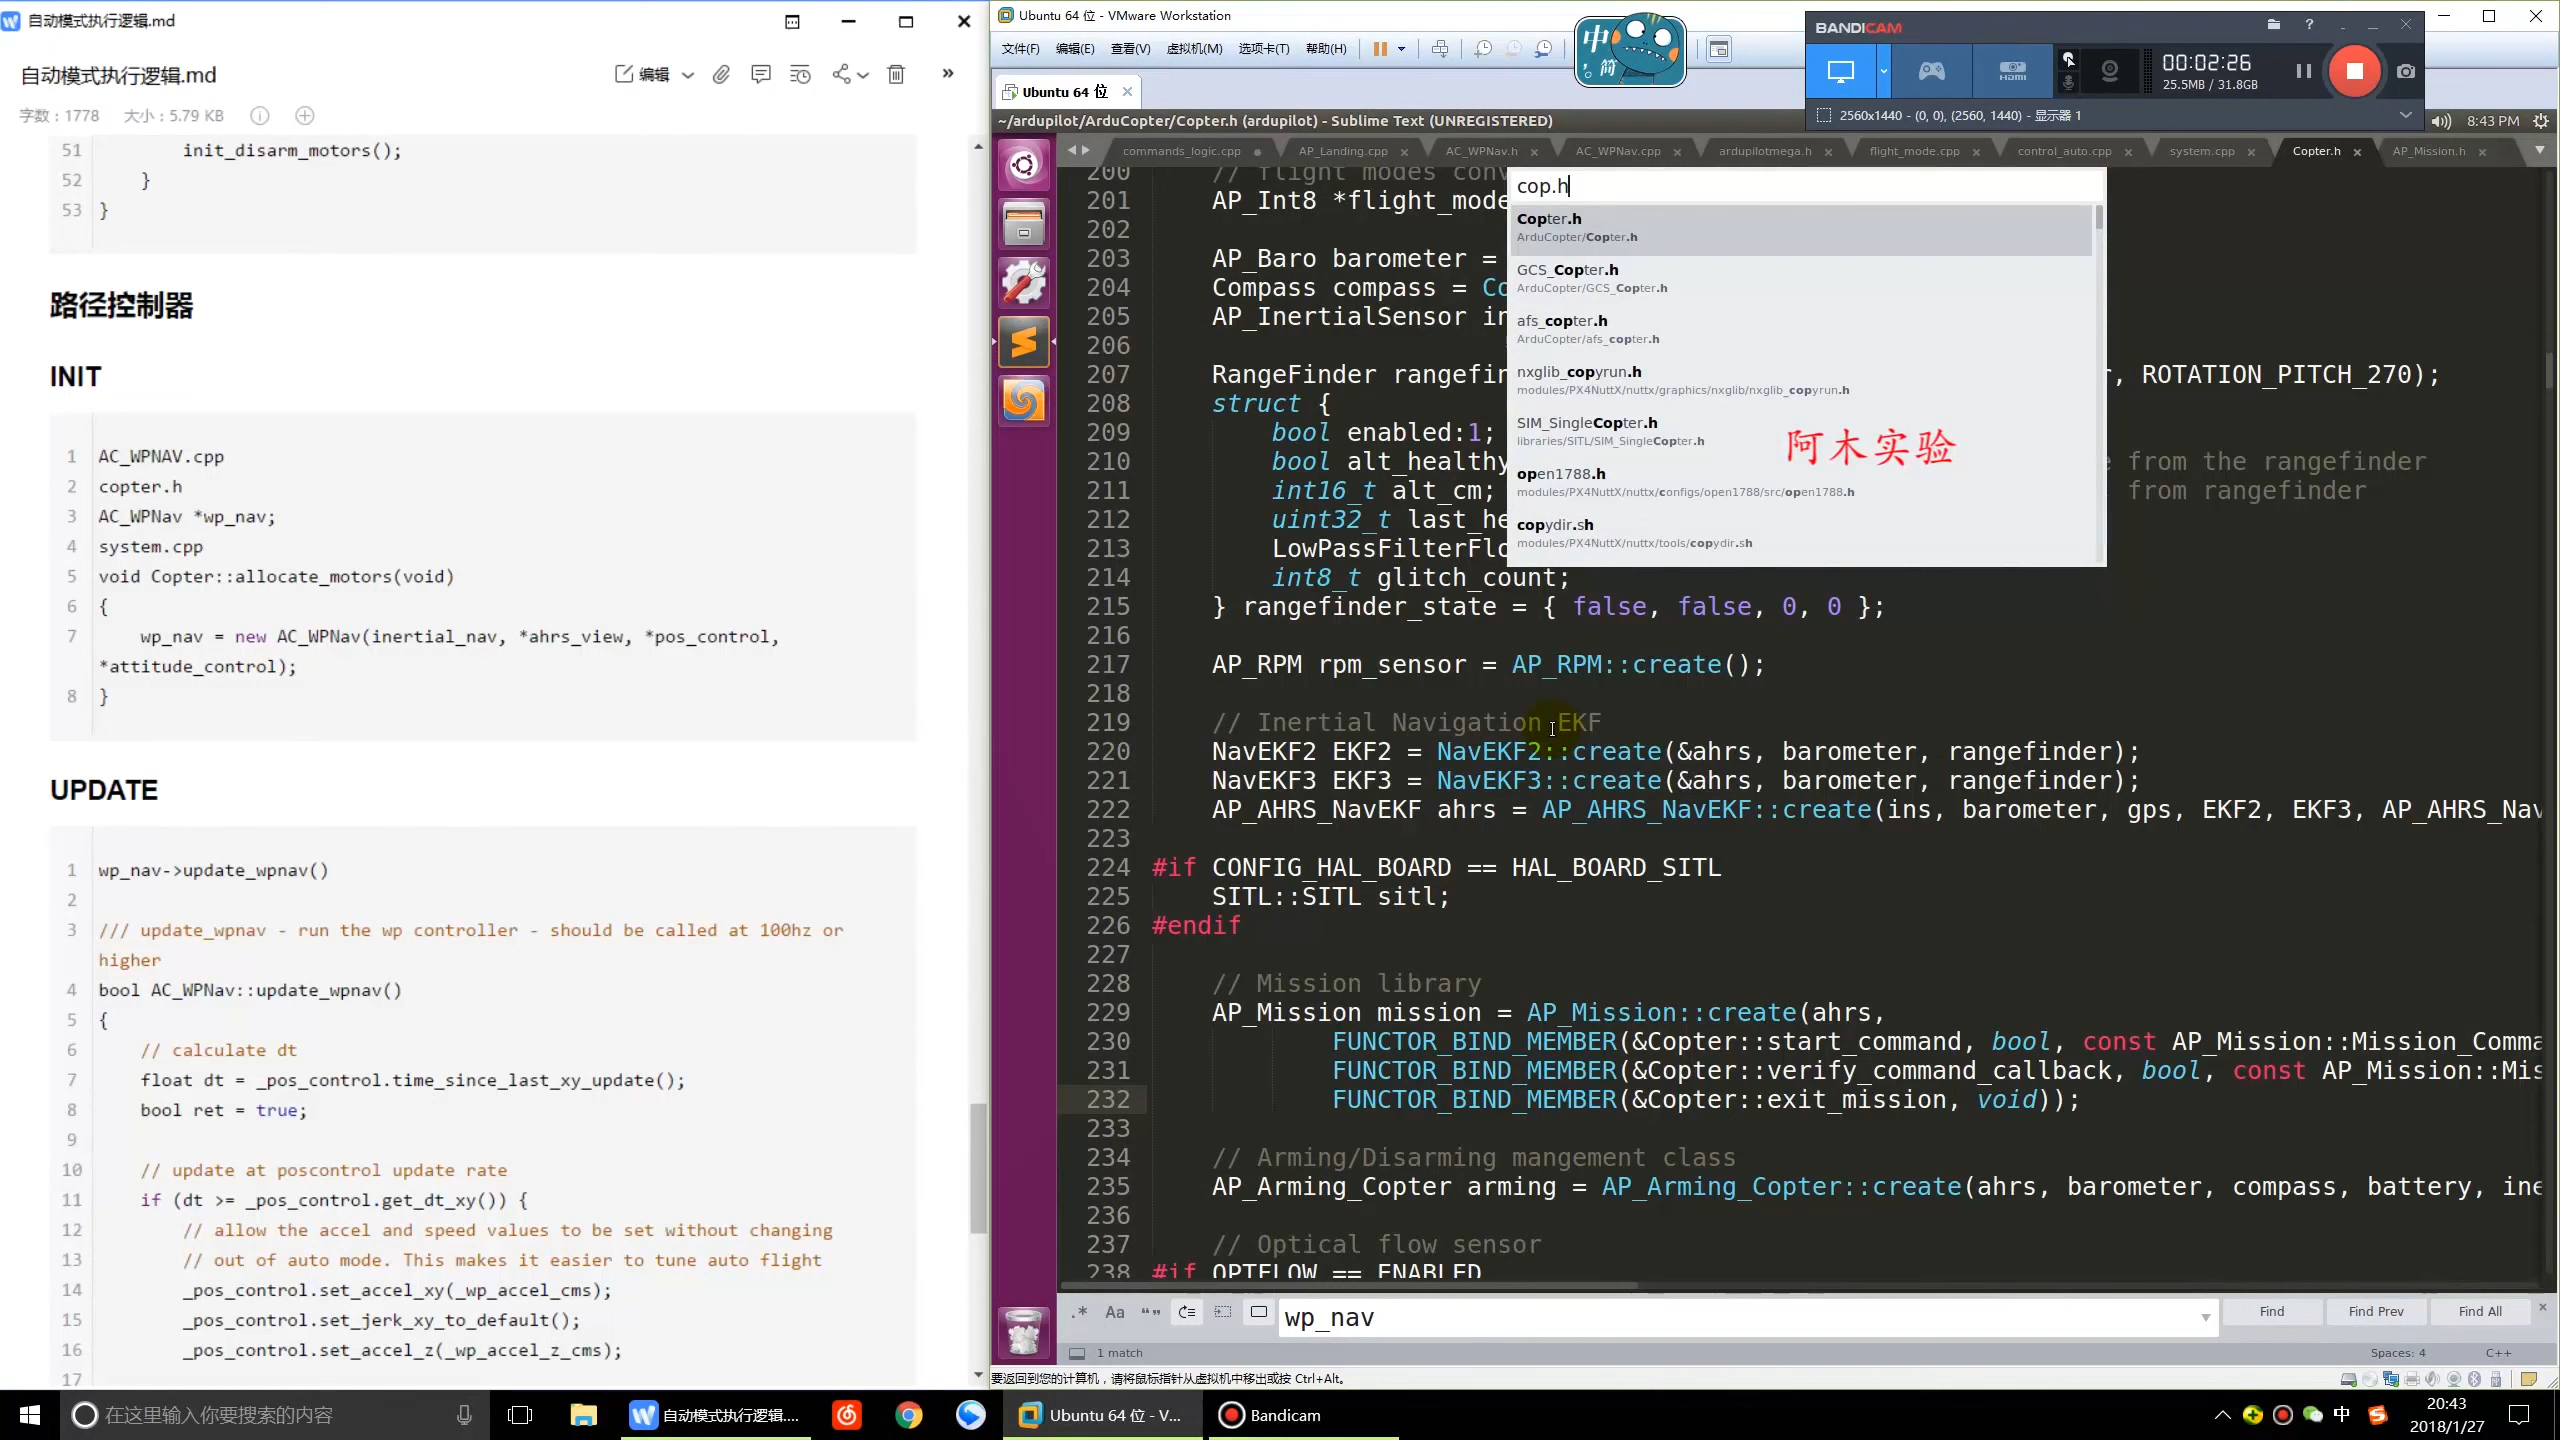 自动模式执行逻辑.md
自动模式执行逻辑.md
编辑
字数：1778 大小：5.79 KB
51 init_disarm_motors();
52 }
53 }
路径控制器
INIT
1 AC_WPNAV.cpp
2 copter.h
3 AC_WPNav *wp_nav;
4 system.cpp
5 void Copter::allocate_motors(void)
6 {
7 wp_nav = new AC_WPNav(inertial_nav, *ahrs_view, *pos_control,
*attitude_control);
8 }
UPDATE
1 wp_nav->update_wpnav()
2
3 /// update_wpnav - run the wp controller - should be called at 100hz or
higher
4 bool AC_WPNav::update_wpnav()
5 {
6 // calculate dt
7 float dt = _pos_control.time_since_last_xy_update();
8 bool ret = true;
9
10 // update at poscontrol update rate
11 if (dt >= _pos_control.get_dt_xy()) {
12 // allow the accel and speed values to be set without changing
13 // out of auto mode. This makes it easier to tune auto flight
14 _pos_control.set_accel_xy(_wp_accel_cms);
15 _pos_control.set_jerk_xy_to_default();
16 _pos_control.set_accel_z(_wp_accel_z_cms);
17
Ubuntu 64 位 - VMware Workstation
文件(F) 编辑(E) 查看(V) 虚拟机(M) 选项卡(T) 帮助(H)
中
简
Ubuntu 64 位
BANDICAM
HDMI
00:02:26
25.5MB / 31.8GB
2560x1440 - (0, 0), (2560, 1440) - 显示器 1
~/ardupilot/ArduCopter/Copter.h (ardupilot) - Sublime Text (UNREGISTERED)
8:43 PM
commands_logic.cpp AP_Landing.cpp AC_WPNav.h AC_WPNav.cpp ardupilotmega.h flight_mode.cpp control_auto.cpp system.cpp Copter.h AP_Mission.h
cop.h
Copter.h
ArduCopter/Copter.h
GCS_Copter.h
ArduCopter/GCS_Copter.h
afs_copter.h
ArduCopter/afs_copter.h
nxglib_copyrun.h
modules/PX4NuttX/nuttx/graphics/nxglib/nxglib_copyrun.h
SIM_SingleCopter.h
libraries/SITL/SIM_SingleCopter.h
open1788.h
modules/PX4NuttX/nuttx/configs/open1788/src/open1788.h
copydir.sh
modules/PX4NuttX/nuttx/tools/copydir.sh
阿木实验
200 // flight modes conv
201 AP_Int8 *flight_mode
202
203 AP_Baro barometer =
204 Compass compass = Co
205 AP_InertialSensor in
206
207 RangeFinder rangefin , ROTATION_PITCH_270);
208 struct {
209 bool enabled:1;
210 bool alt_healthy from the rangefinder
211 int16_t alt_cm; from rangefinder
212 uint32_t last_he
213 LowPassFilterFlo
214 int8_t glitch_count;
215 } rangefinder_state = { false, false, 0, 0 };
216
217 AP_RPM rpm_sensor = AP_RPM::create();
218
219 // Inertial Navigation EKF
220 NavEKF2 EKF2 = NavEKF2::create(&ahrs, barometer, rangefinder);
221 NavEKF3 EKF3 = NavEKF3::create(&ahrs, barometer, rangefinder);
222 AP_AHRS_NavEKF ahrs = AP_AHRS_NavEKF::create(ins, barometer, gps, EKF2, EKF3, AP_AHRS_Nav
223
224 #if CONFIG_HAL_BOARD == HAL_BOARD_SITL
225 SITL::SITL sitl;
226 #endif
227
228 // Mission library
229 AP_Mission mission = AP_Mission::create(ahrs,
230 FUNCTOR_BIND_MEMBER(&Copter::start_command, bool, const AP_Mission::Mission_Comma
231 FUNCTOR_BIND_MEMBER(&Copter::verify_command_callback, bool, const AP_Mission::Mis
232 FUNCTOR_BIND_MEMBER(&Copter::exit_mission, void));
233
234 // Arming/Disarming mangement class
235 AP_Arming_Copter arming = AP_Arming_Copter::create(ahrs, barometer, compass, battery, ine
236
237 // Optical flow sensor
238 #if OPTFLOW == ENABLED
.* Aa “” wp_nav Find Find Prev Find All
1 match Spaces: 4 C++
要返回到您的计算机，请将鼠标指针从虚拟机中移出或按 Ctrl+Alt。
在这里输入你要搜索的内容
自动模式执行逻辑....
Ubuntu 64 位 - V...
Bandicam
中
20:43
2018/1/27